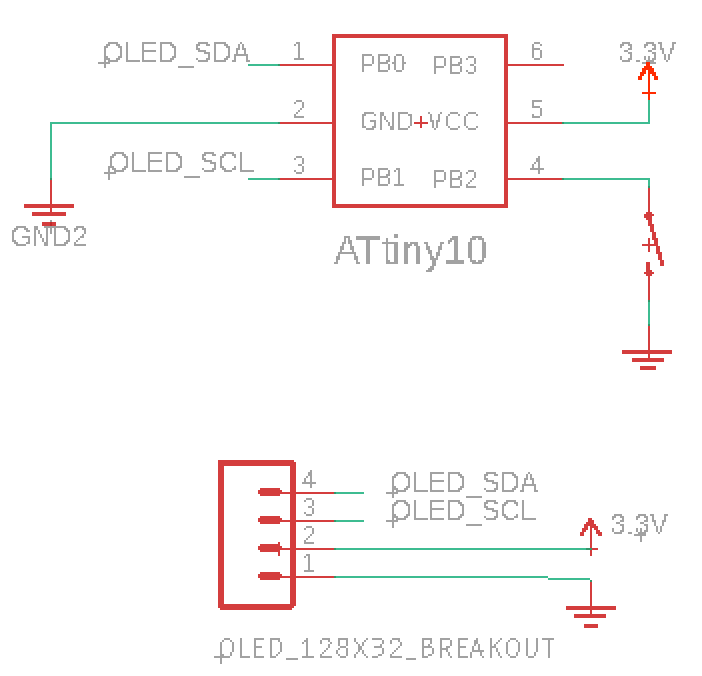 OLED_SDA 1 PB0 PB3 6 3.3V
2 GND VCC 5
OLED_SCL 3 PB1 PB2 4
GND2
ATtiny10
4 OLED_SDA
3 OLED_SCL
2 3.3V
1
OLED_128X32_BREAKOUT